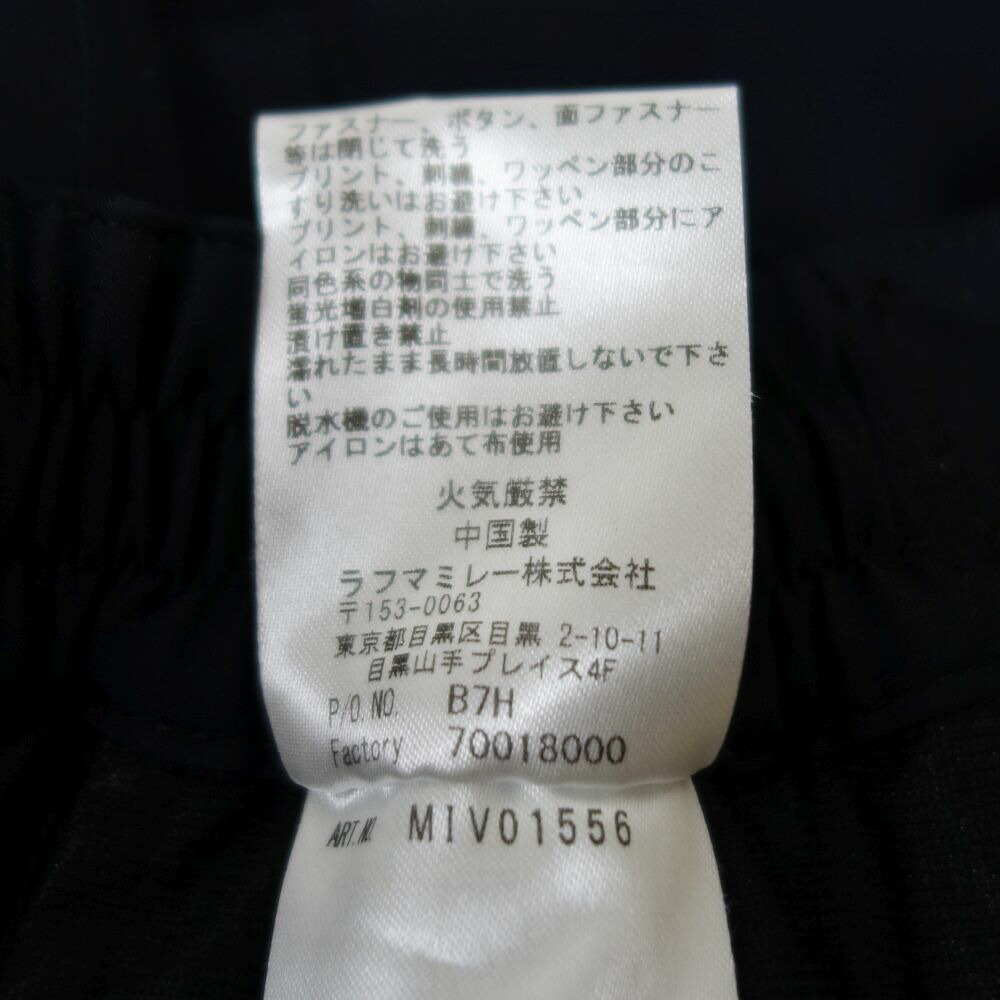 ファスナー、ボタン、面ファスナー
等は閉じて洗う
プリント、刺繍、ワッペン部分のこ
すり洗いはお避け下さい
プリント、刺繍、ワッペン部分にア
イロンはお避け下さい
同色系の物同士で洗う
蛍光増白剤の使用禁止
漬け置き禁止
濡れたまま長時間放置しないで下さ
い
脱水機のご使用はお避け下さい
アイロンはあて布使用
火気厳禁
中国製
ラフマミレー株式会社
〒153-0063
東京都目黒区目黒 2-10-11
目黒山手プレイス4F
P/O.NO. B7H
Factory 70018000
ART.NO. MIV01556